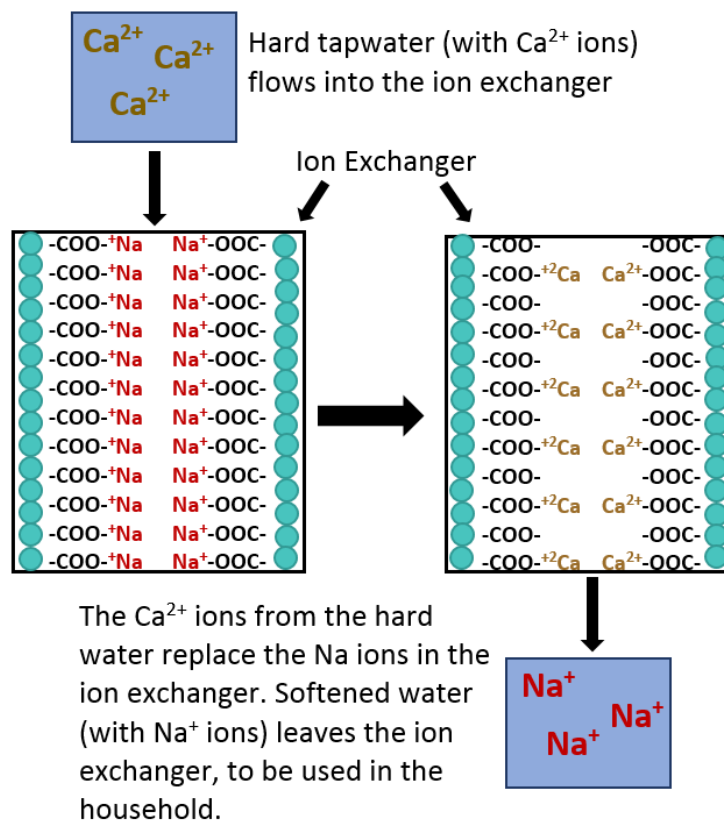 Ca²⁺
Ca²⁺
Ca²⁺
Hard tapwater (with Ca²⁺ ions)
flows into the ion exchanger
Ion Exchanger
-COO-⁺Na Na⁺-OOC-
-COO-⁺Na Na⁺-OOC-
-COO-⁺Na Na⁺-OOC-
-COO-⁺Na Na⁺-OOC-
-COO-⁺Na Na⁺-OOC-
-COO-⁺Na Na⁺-OOC-
-COO-⁺Na Na⁺-OOC-
-COO-⁺Na Na⁺-OOC-
-COO-⁺Na Na⁺-OOC-
-COO-⁺Na Na⁺-OOC-
-COO-⁺Na Na⁺-OOC-
-COO-⁺Na Na⁺-OOC-
-COO- -OOC-
-COO-⁺²Ca Ca²⁺-OOC-
-COO- -OOC-
-COO-⁺²Ca Ca²⁺-OOC-
-COO- -OOC-
-COO-⁺²Ca Ca²⁺-OOC-
-COO- -OOC-
-COO-⁺²Ca Ca²⁺-OOC-
-COO- -OOC-
-COO-⁺²Ca Ca²⁺-OOC-
-COO- -OOC-
-COO-⁺²Ca Ca²⁺-OOC-
The Ca²⁺ ions from the hard
water replace the Na ions in the
ion exchanger. Softened water
(with Na⁺ ions) leaves the ion
exchanger, to be used in the
household.
Na⁺
Na⁺
Na⁺